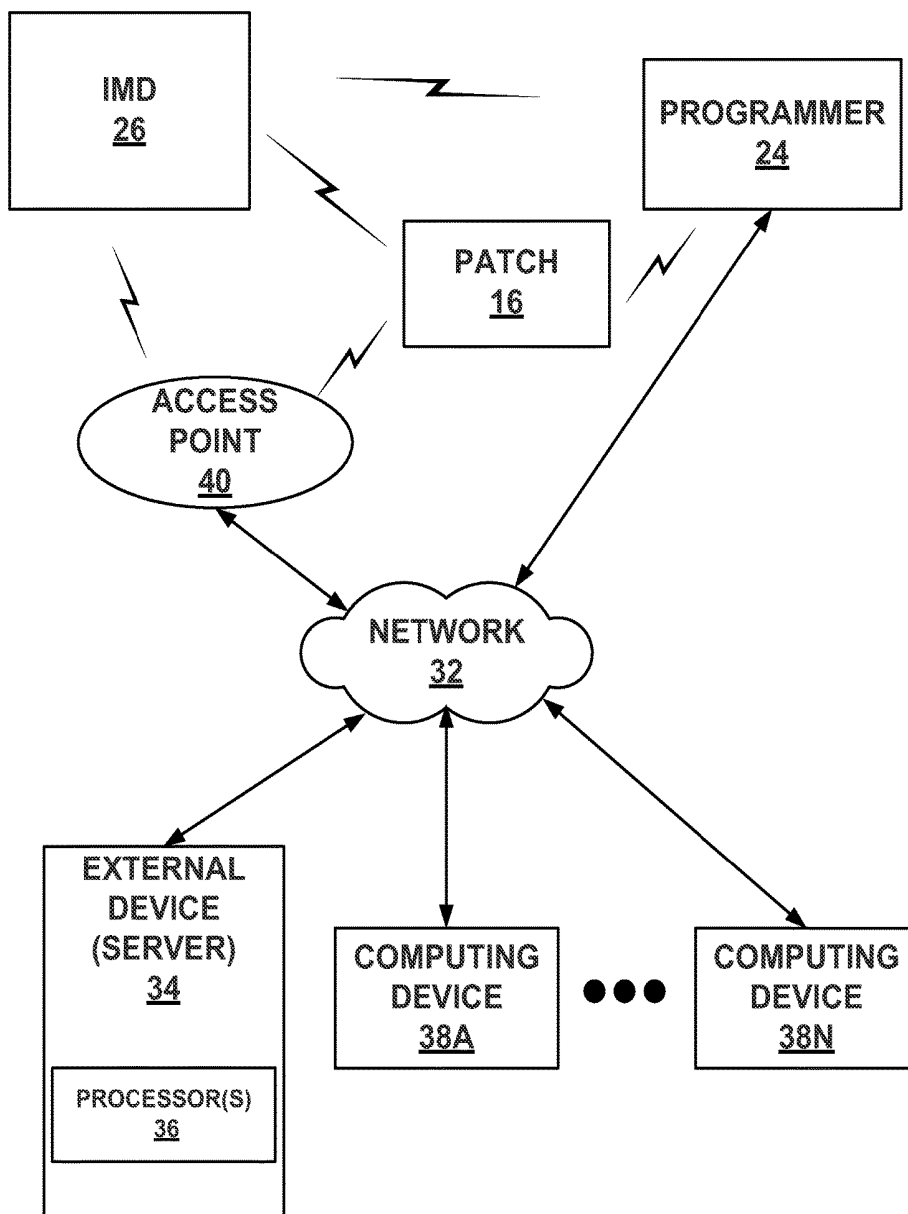 IMD
26
PROGRAMMER
24
PATCH
16
ACCESS
POINT
40
NETWORK
32
EXTERNAL
DEVICE
(SERVER)
34
PROCESSOR(S)
36
COMPUTING
DEVICE
38A
COMPUTING
DEVICE
38N